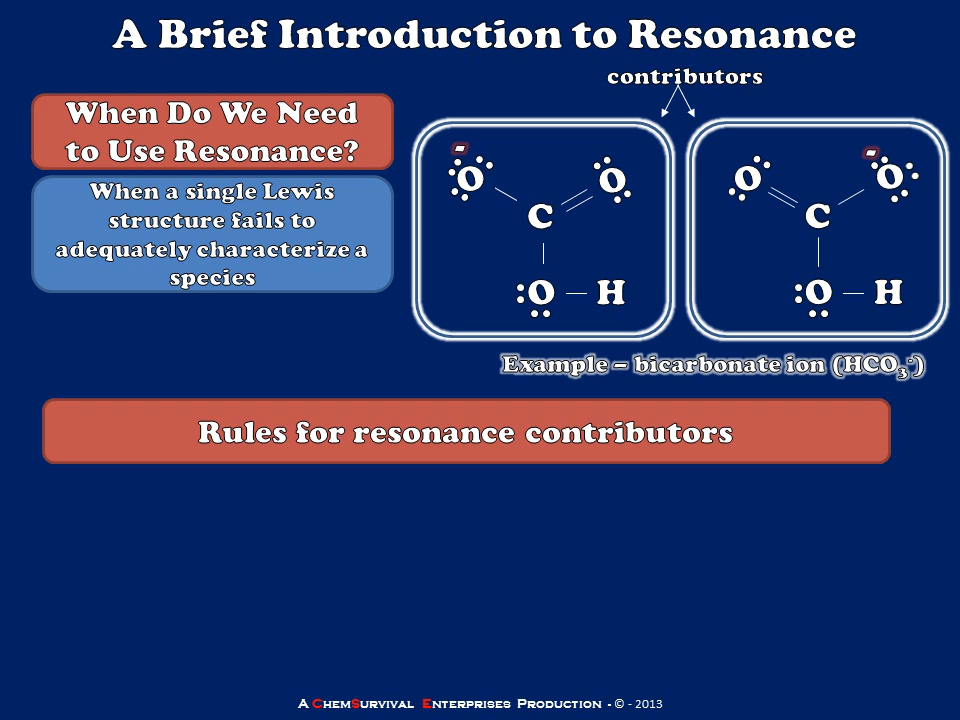 A Brief Introduction to Resonance
contributors
When Do We Need
to Use Resonance?
When a single Lewis
structure fails to
adequately characterize a
species
- O O
C
:O – H
O - O
C
:O – H
Example – bicarbonate ion (HCO₃⁻)
Rules for resonance contributors
A ChemSurvival Enterprises Production - © - 2013